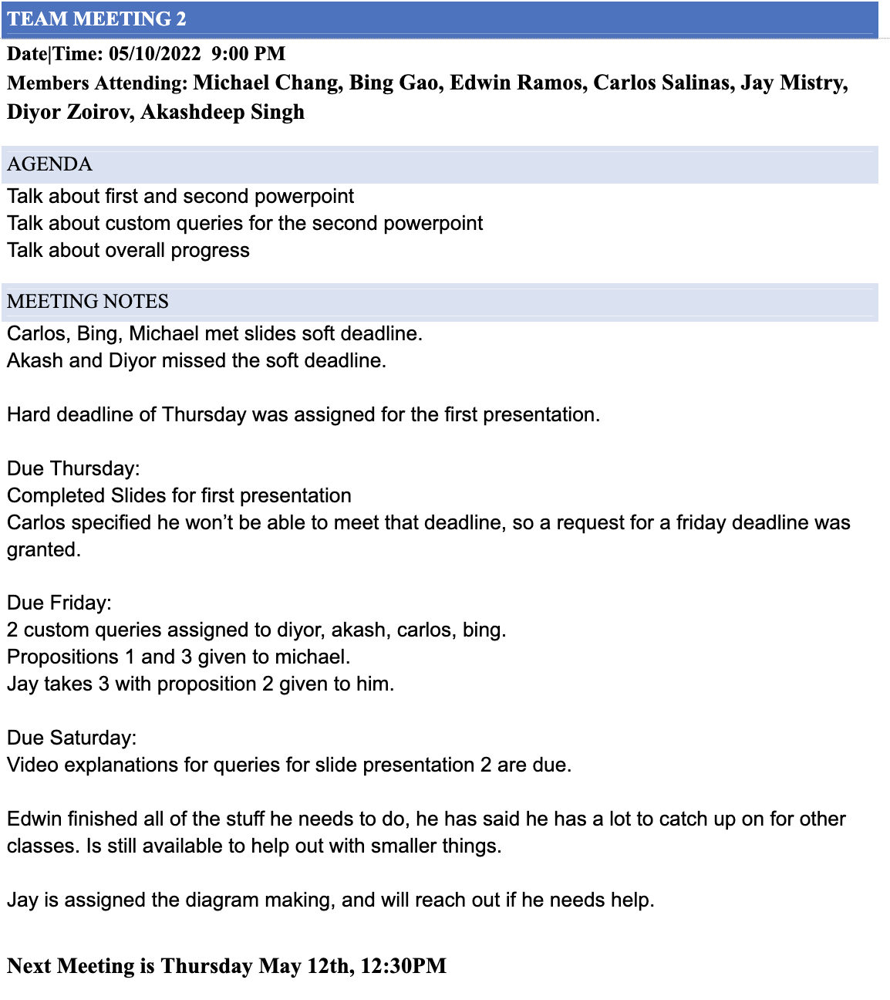 TEAM MEETING 2
Date|Time: 05/10/2022  9:00 PM
Members Attending: Michael Chang, Bing Gao, Edwin Ramos, Carlos Salinas, Jay Mistry,
Diyor Zoirov, Akashdeep Singh
AGENDA
Talk about first and second powerpoint
Talk about custom queries for the second powerpoint
Talk about overall progress
MEETING NOTES
Carlos, Bing, Michael met slides soft deadline.
Akash and Diyor missed the soft deadline.
Hard deadline of Thursday was assigned for the first presentation.
Due Thursday:
Completed Slides for first presentation
Carlos specified he won’t be able to meet that deadline, so a request for a friday deadline was
granted.
Due Friday:
2 custom queries assigned to diyor, akash, carlos, bing.
Propositions 1 and 3 given to michael.
Jay takes 3 with proposition 2 given to him.
Due Saturday:
Video explanations for queries for slide presentation 2 are due.
Edwin finished all of the stuff he needs to do, he has said he has a lot to catch up on for other
classes. Is still available to help out with smaller things.
Jay is assigned the diagram making, and will reach out if he needs help.
Next Meeting is Thursday May 12th, 12:30PM